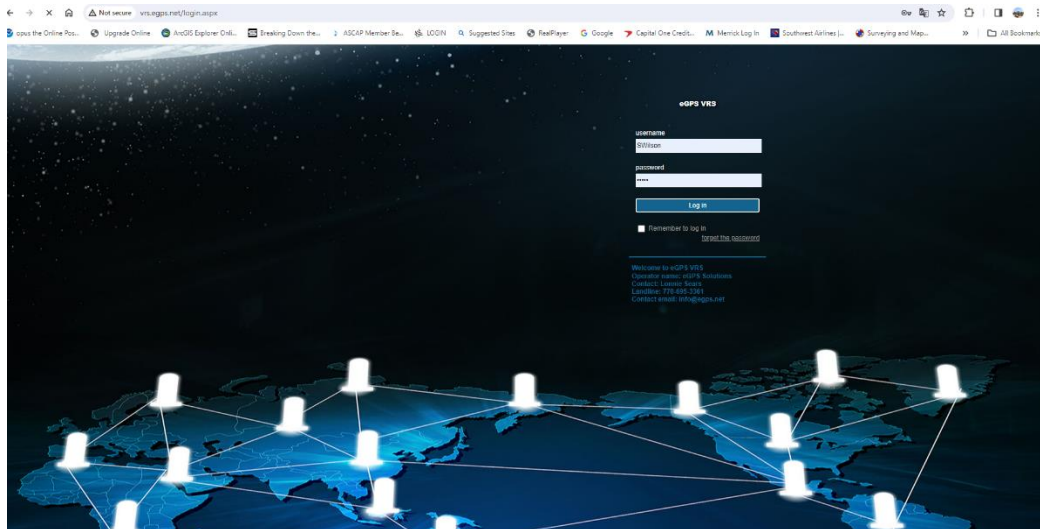 Not secure vrs.egps.net/login.aspx
opus the Online Pos... Upgrade Online ArcGIS Explorer Onli... Breaking Down the... ASCAP Member Be... LOGIN Suggested Sites RealPlayer Google Capital One Credit... Merrick Log In Southwest Airlines |... Surveying and Map... » All Bookmarks
eGPS VRS
username
SWilson
password
•••••
Log in
Remember to log in
forget the password
Welcome to eGPS VRS
Operator name: eGPS Solutions
Contact: Lonnie Sears
Landline: 770-695-3361
Contact email: info@egps.net